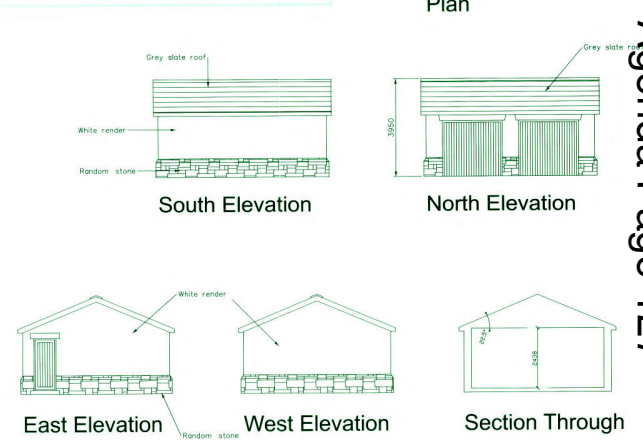 Plan
Grey slate roof
White render
Random stone
South Elevation
Grey slate roof
3950
North Elevation
White render
Random stone
East Elevation
West Elevation
22.5°
2438
Section Through